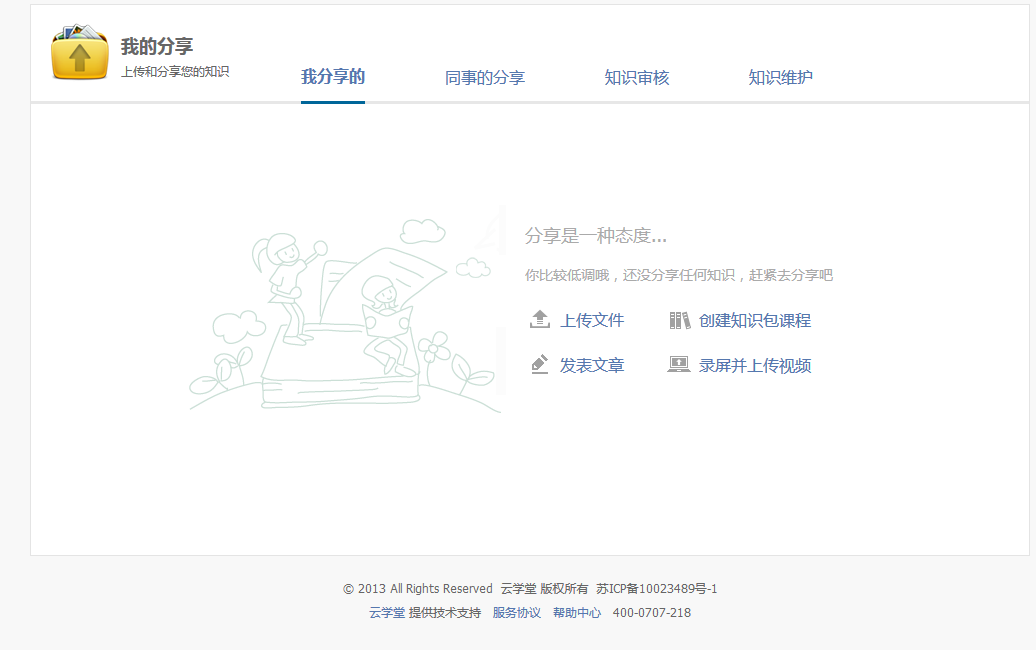 我的分享
上传和分享您的知识
我分享的 同事的分享 知识审核 知识维护
分享是一种态度...
你比较低调哦，还没分享任何知识，赶紧去分享吧
上传文件 创建知识包课程
发表文章 录屏并上传视频
© 2013 All Rights Reserved 云学堂 版权所有 苏ICP备10023489号-1
云学堂 提供技术支持 服务协议 帮助中心 400-0707-218